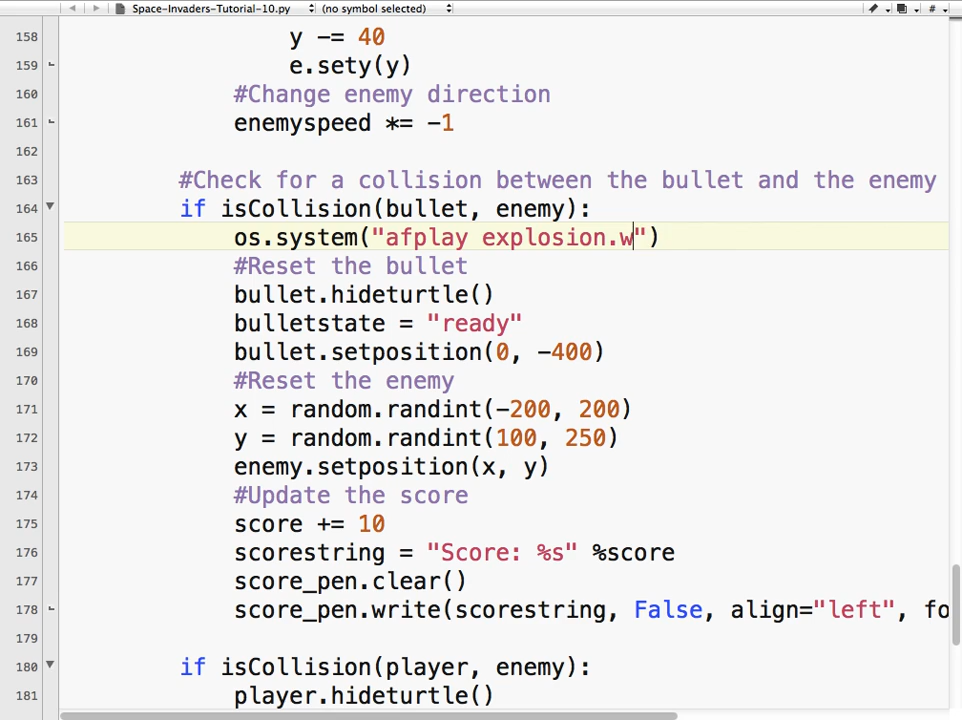 Space-Invaders-Tutorial-10.py (no symbol selected) #
158 y -= 40
159 e.sety(y)
160 #Change enemy direction
161 enemyspeed *= -1
162
163 #Check for a collision between the bullet and the enemy
164 if isCollision(bullet, enemy):
165 os.system("afplay explosion.w")
166 #Reset the bullet
167 bullet.hideturtle()
168 bulletstate = "ready"
169 bullet.setposition(0, -400)
170 #Reset the enemy
171 x = random.randint(-200, 200)
172 y = random.randint(100, 250)
173 enemy.setposition(x, y)
174 #Update the score
175 score += 10
176 scorestring = "Score: %s" %score
177 score_pen.clear()
178 score_pen.write(scorestring, False, align="left", fo
179
180 if isCollision(player, enemy):
181 player.hideturtle()